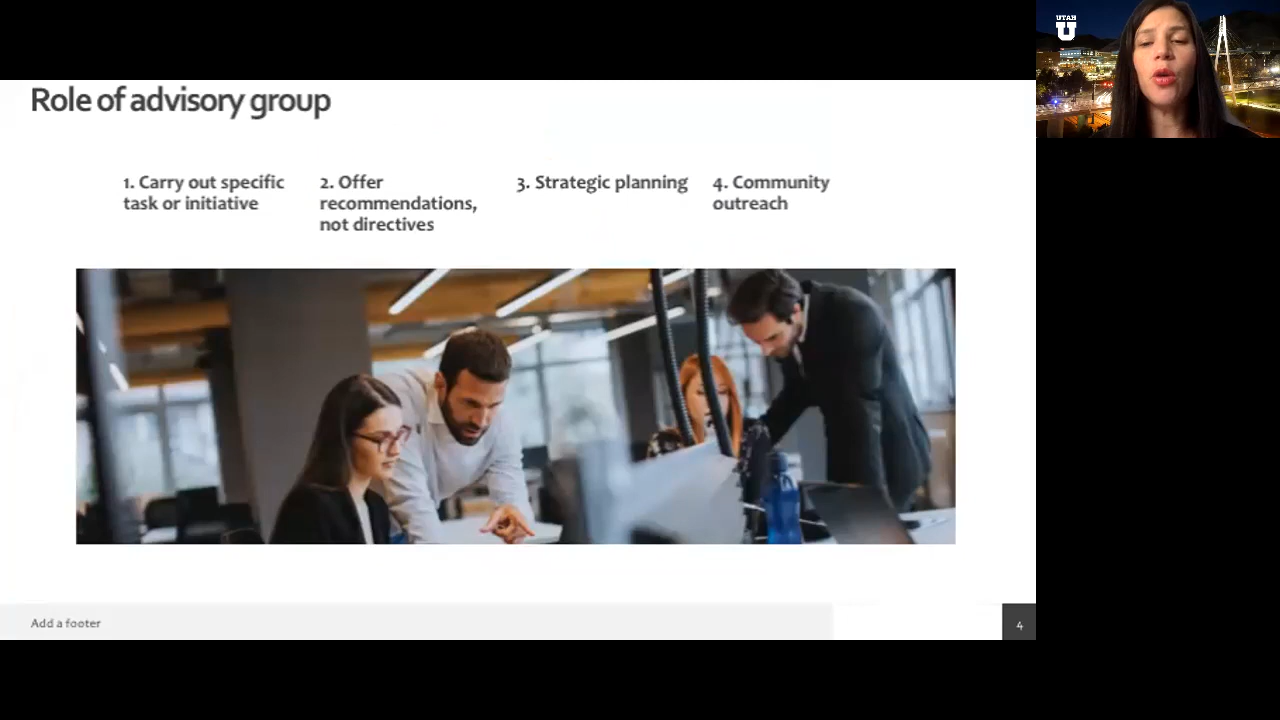 UTAH
U
Role of advisory group
1. Carry out specific
task or initiative
2. Offer
recommendations,
not directives
3. Strategic planning
4. Community
outreach
Add a footer
4